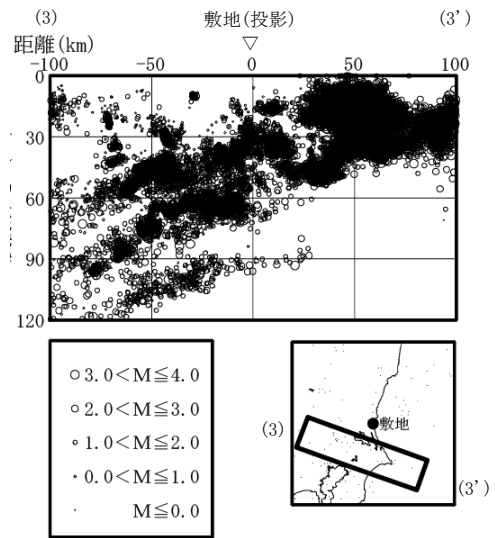 (3) 敷地(投影) (3')
距離(km) ▽
-100 -50 0 50 100
0
30
60
90
120
○ 3.0<M≦4.0
○ 2.0<M≦3.0
○ 1.0<M≦2.0
・ 0.0<M≦1.0
・ M≦0.0
敷地
(3)
(3')